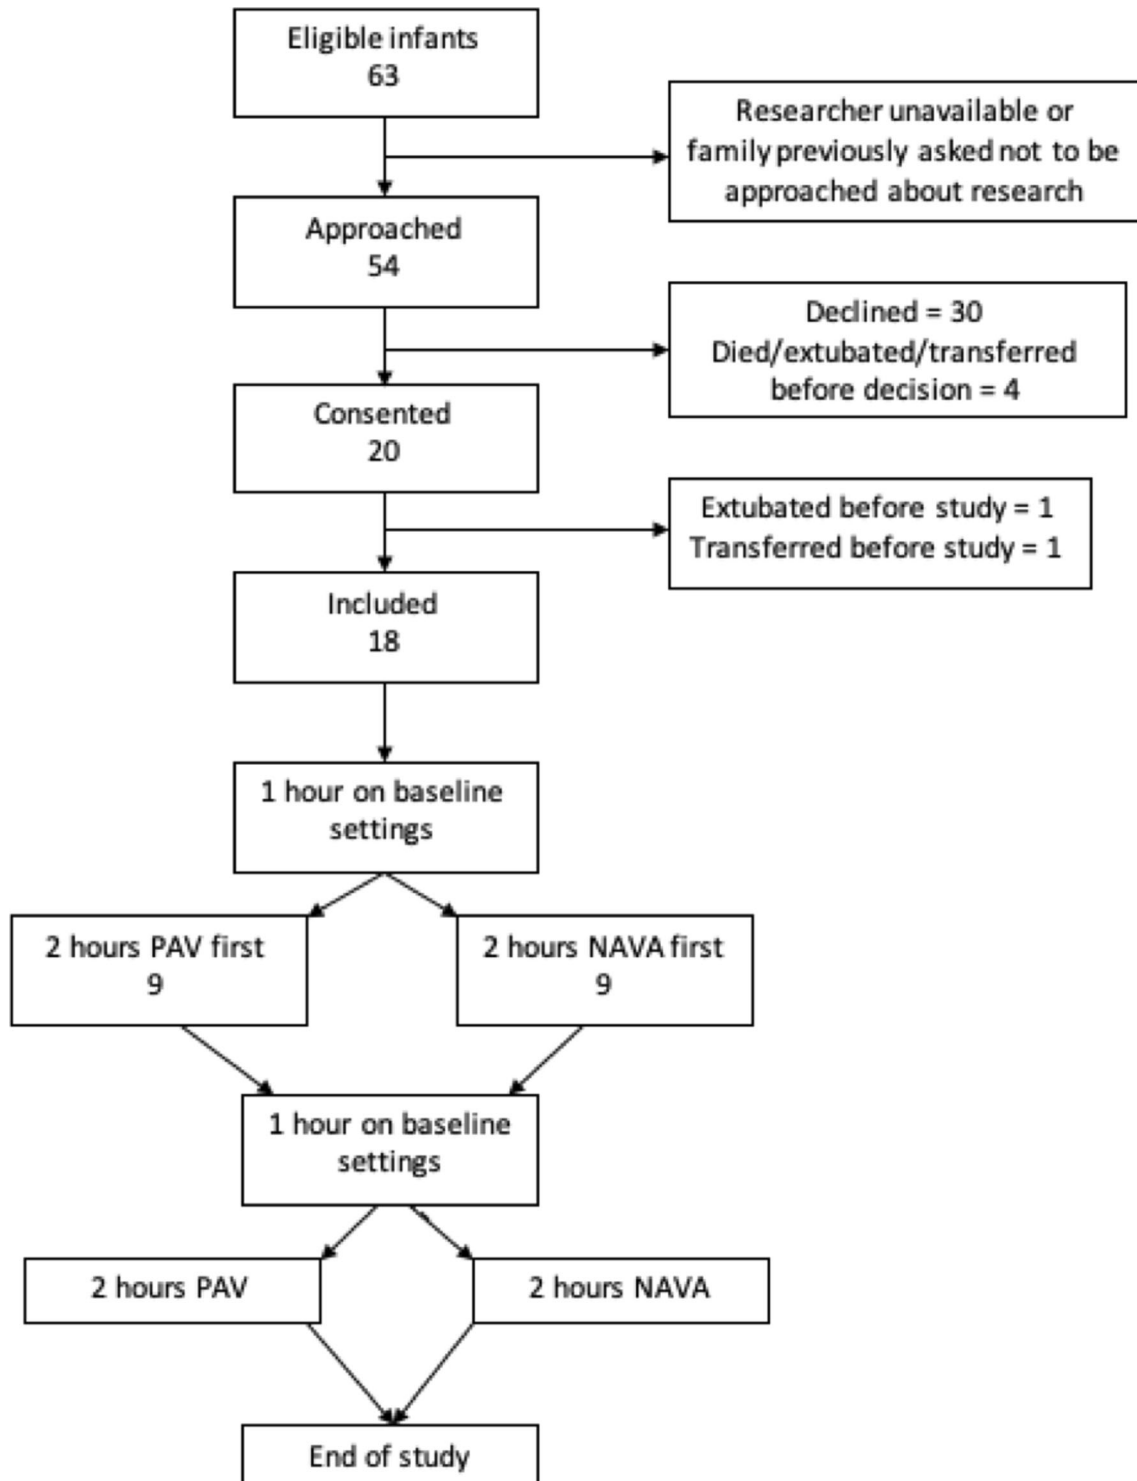 Eligible infants
63
Researcher unavailable or
family previously asked not to be
approached about research
Approached
54
Declined = 30
Died/extubated/transferred
before decision = 4
Consented
20
Extubated before study = 1
Transferred before study = 1
Included
18
1 hour on baseline
settings
2 hours PAV first
9
2 hours NAVA first
9
1 hour on baseline
settings
2 hours PAV
2 hours NAVA
End of study